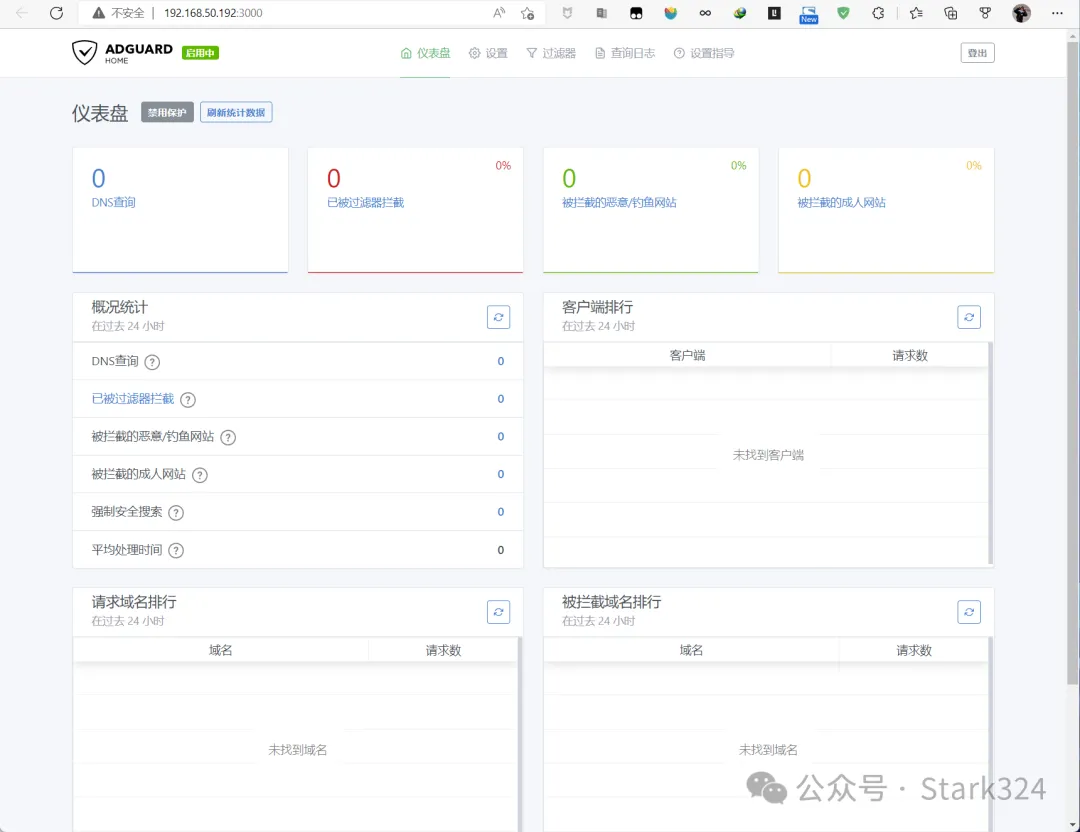 不安全 | 192.168.50.192:3000
New
ADGUARD
HOME
启用中
仪表盘 设置 过滤器 查询日志 设置指导
登出
仪表盘 禁用保护 刷新统计数据
0
DNS查询
0%
0
已被过滤器拦截
0%
0
被拦截的恶意/钓鱼网站
0%
0
被拦截的成人网站
概况统计
在过去 24 小时
DNS查询 ? 0
已被过滤器拦截 ? 0
被拦截的恶意/钓鱼网站 ? 0
被拦截的成人网站 ? 0
强制安全搜索 ? 0
平均处理时间 ? 0
客户端排行
在过去 24 小时
客户端 请求数
未找到客户端
请求域名排行
在过去 24 小时
域名 请求数
未找到域名
被拦截域名排行
在过去 24 小时
域名 请求数
未找到域名
公众号 · Stark324